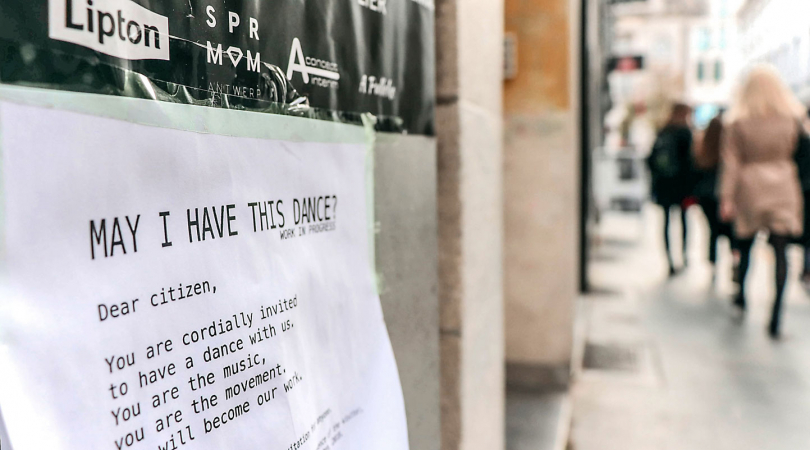 Lipton
SPR
MOM
ANTWERP
A concept
interim
MAY I HAVE THIS DANCE?
WORK IN PROGRESS
Dear citizen,
You are cordially invited
to have a dance with us.
You are the music,
you are the movement.
will become our work.